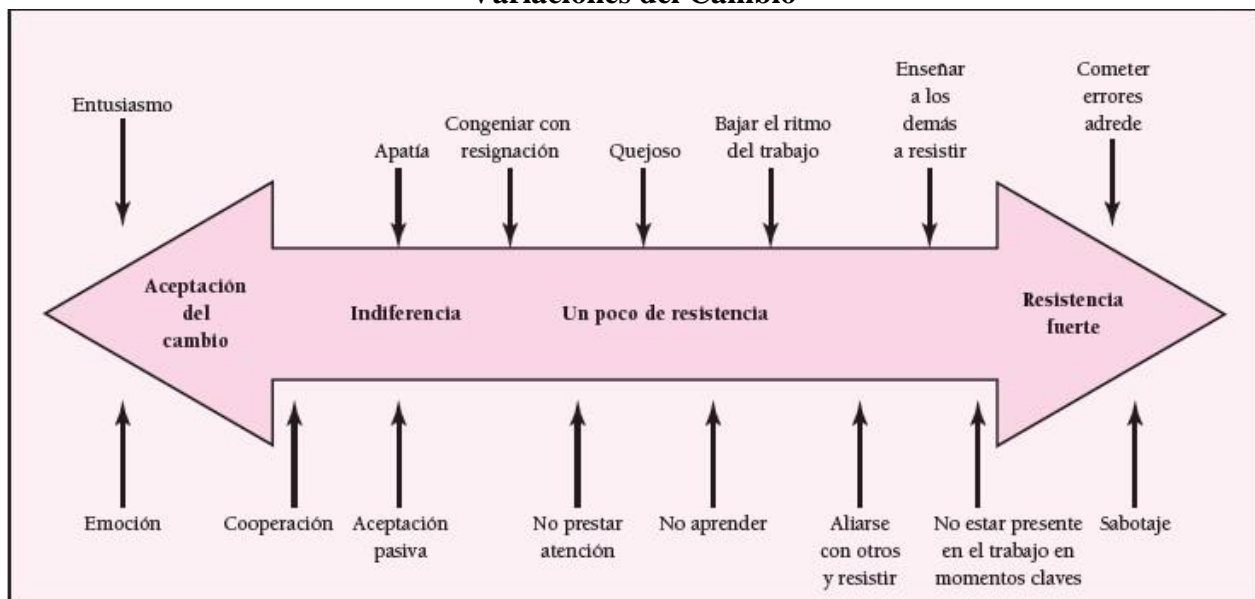 Variaciones del Cambio
Entusiasmo
Apatía
Congeniar con
resignación
Quejoso
Bajar el ritmo
del trabajo
Enseñar
a los
demás
a resistir
Cometer
errores
adrede
Aceptación
del
cambio
Indiferencia
Un poco de resistencia
Resistencia
fuerte
Emoción
Cooperación
Aceptación
pasiva
No prestar
atención
No aprender
Aliarse
con otros
y resistir
No estar presente
en el trabajo en
momentos claves
Sabotaje